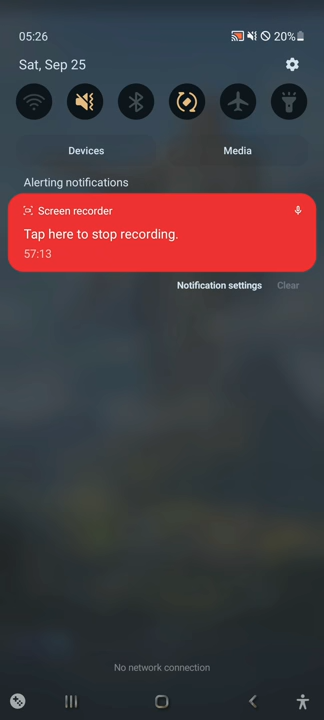 05:26
20%
Sat, Sep 25
Devices
Media
Alerting notifications
Screen recorder
Tap here to stop recording.
57:13
Notification settings
Clear
No network connection